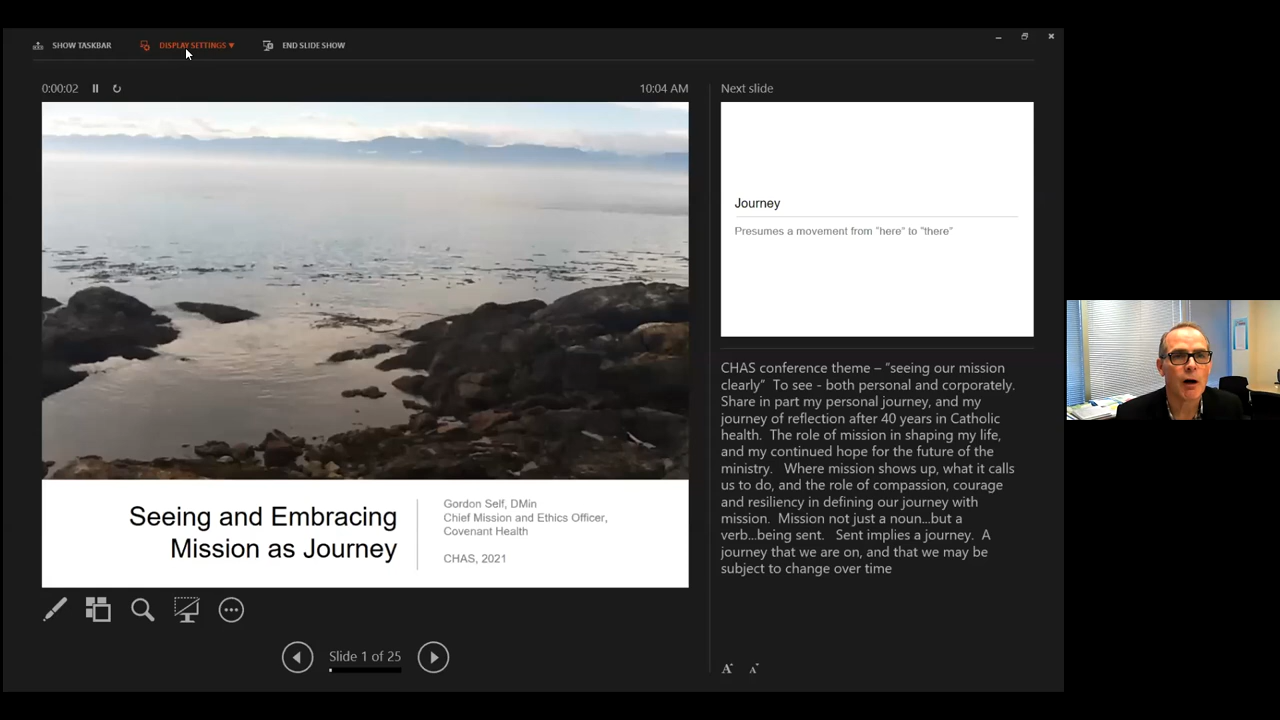 SHOW TASKBAR
DISPLAY SETTINGS ▼
END SLIDE SHOW
0:00:02
10:04 AM
Next slide
Journey
Presumes a movement from "here" to "there"
Seeing and Embracing
Mission as Journey
Gordon Self, DMin
Chief Mission and Ethics Officer,
Covenant Health
CHAS, 2021
CHAS conference theme – "seeing our mission
clearly"  To see - both personal and corporately.
Share in part my personal journey, and my
journey of reflection after 40 years in Catholic
health.  The role of mission in shaping my life,
and my continued hope for the future of the
ministry.   Where mission shows up, what it calls
us to do, and the role of compassion, courage
and resiliency in defining our journey with
mission.  Mission not just a noun...but a
verb...being sent.   Sent implies a journey.  A
journey that we are on, and that we may be
subject to change over time
Slide 1 of 25
A A